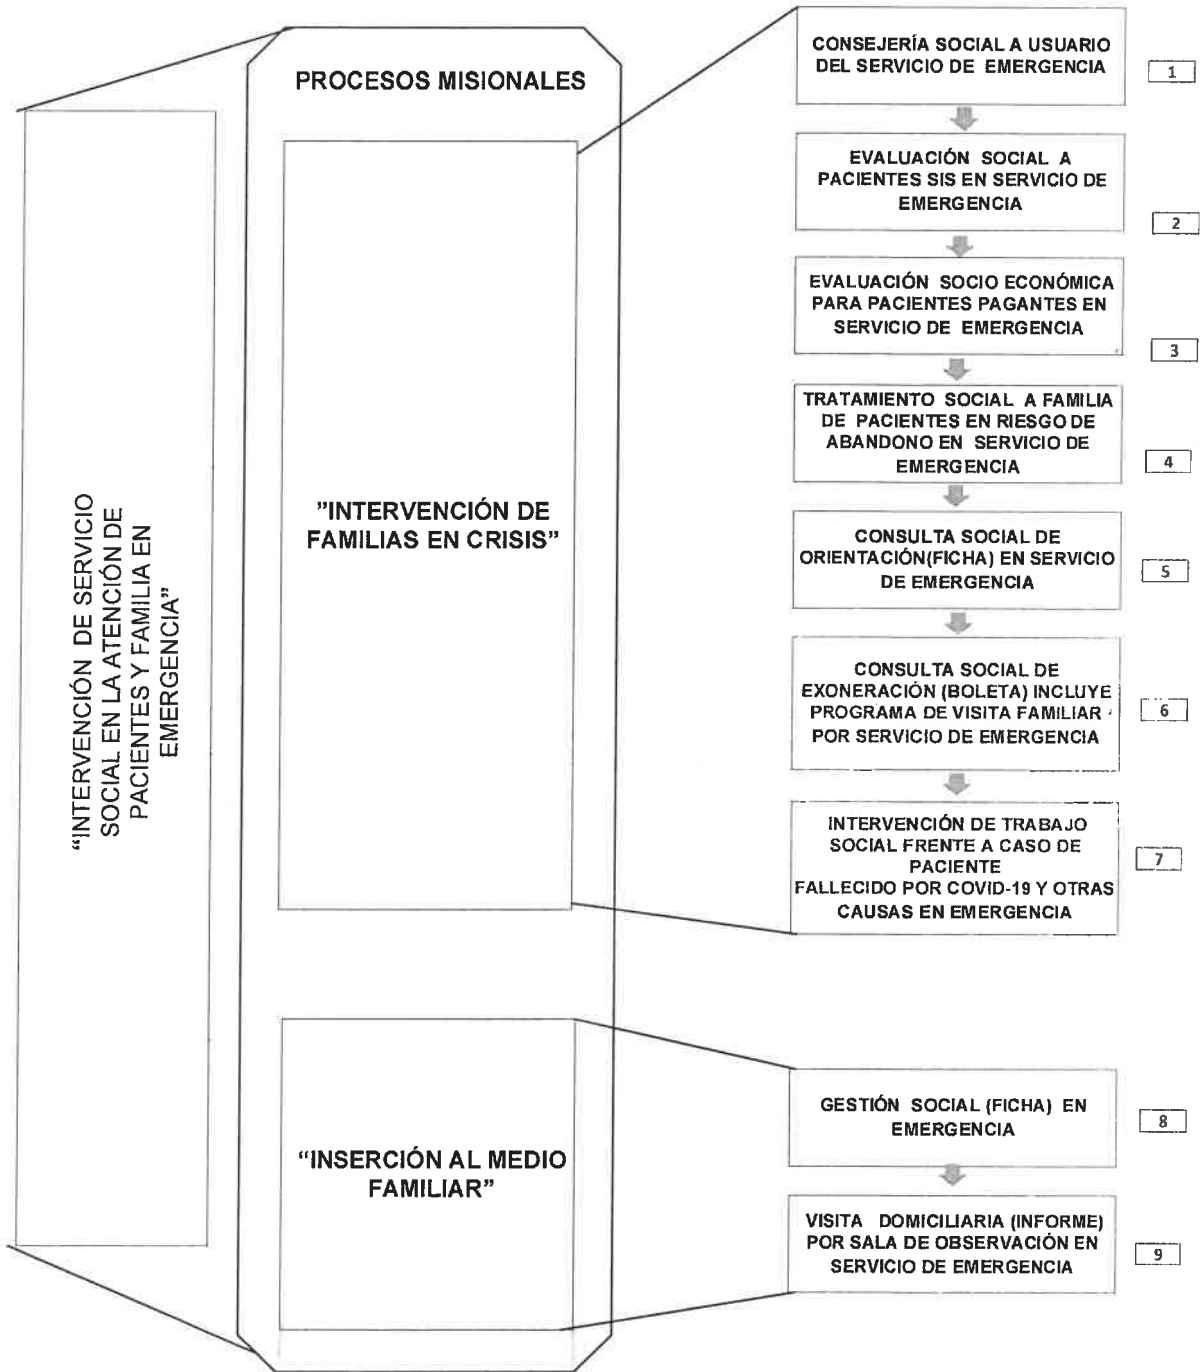 "INTERVENCIÓN DE SERVICIO
SOCIAL EN LA ATENCIÓN DE
PACIENTES Y FAMILIA EN
EMERGENCIA"
PROCESOS MISIONALES
"INTERVENCIÓN DE
FAMILIAS EN CRISIS"
CONSEJERÍA SOCIAL A USUARIO
DEL SERVICIO DE EMERGENCIA
1
EVALUACIÓN SOCIAL A
PACIENTES SIS EN SERVICIO DE
EMERGENCIA
2
EVALUACIÓN SOCIO ECONÓMICA
PARA PACIENTES PAGANTES EN
SERVICIO DE EMERGENCIA
3
TRATAMIENTO SOCIAL A FAMILIA
DE PACIENTES EN RIESGO DE
ABANDONO EN SERVICIO DE
EMERGENCIA
4
CONSULTA SOCIAL DE
ORIENTACIÓN(FICHA) EN SERVICIO
DE EMERGENCIA
5
CONSULTA SOCIAL DE
EXONERACIÓN (BOLETA) INCLUYE
PROGRAMA DE VISITA FAMILIAR
POR SERVICIO DE EMERGENCIA
6
INTERVENCIÓN DE TRABAJO
SOCIAL FRENTE A CASO DE
PACIENTE
FALLECIDO POR COVID-19 Y OTRAS
CAUSAS EN EMERGENCIA
7
"INSERCIÓN AL MEDIO
FAMILIAR"
GESTIÓN SOCIAL (FICHA) EN
EMERGENCIA
8
VISITA DOMICILIARIA (INFORME)
POR SALA DE OBSERVACIÓN EN
SERVICIO DE EMERGENCIA
9